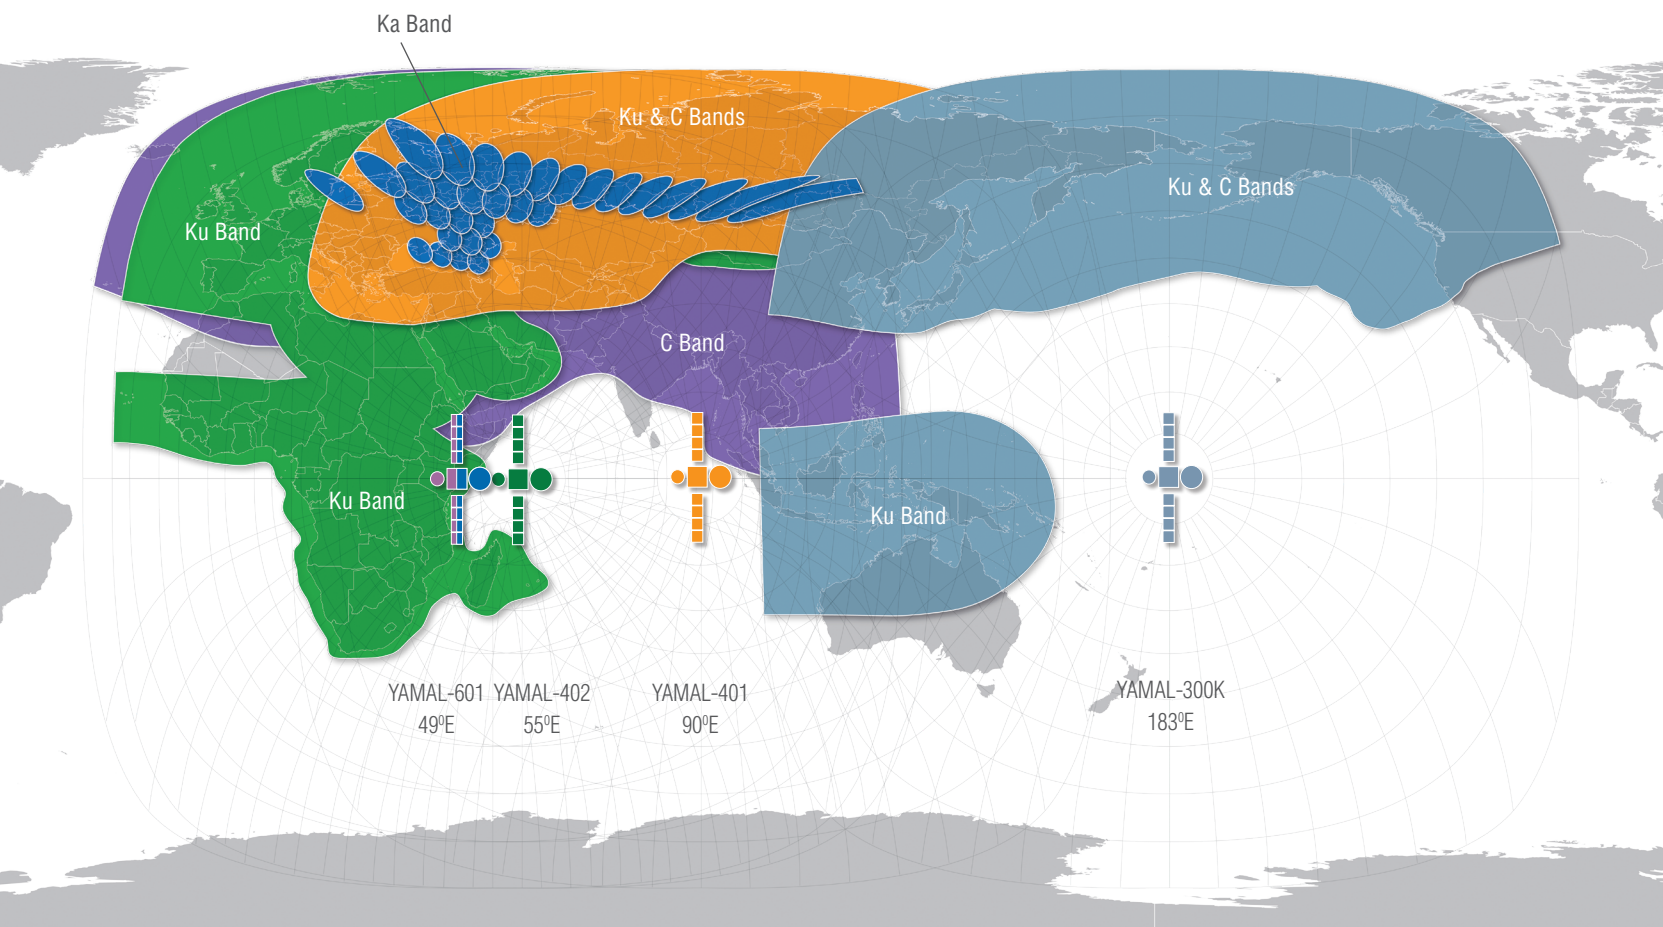 Ka Band
Ku & C Bands
Ku & C Bands
Ku Band
C Band
Ku Band
Ku Band
YAMAL-601
49⁰E
YAMAL-402
55⁰E
YAMAL-401
90⁰E
YAMAL-300K
183⁰E